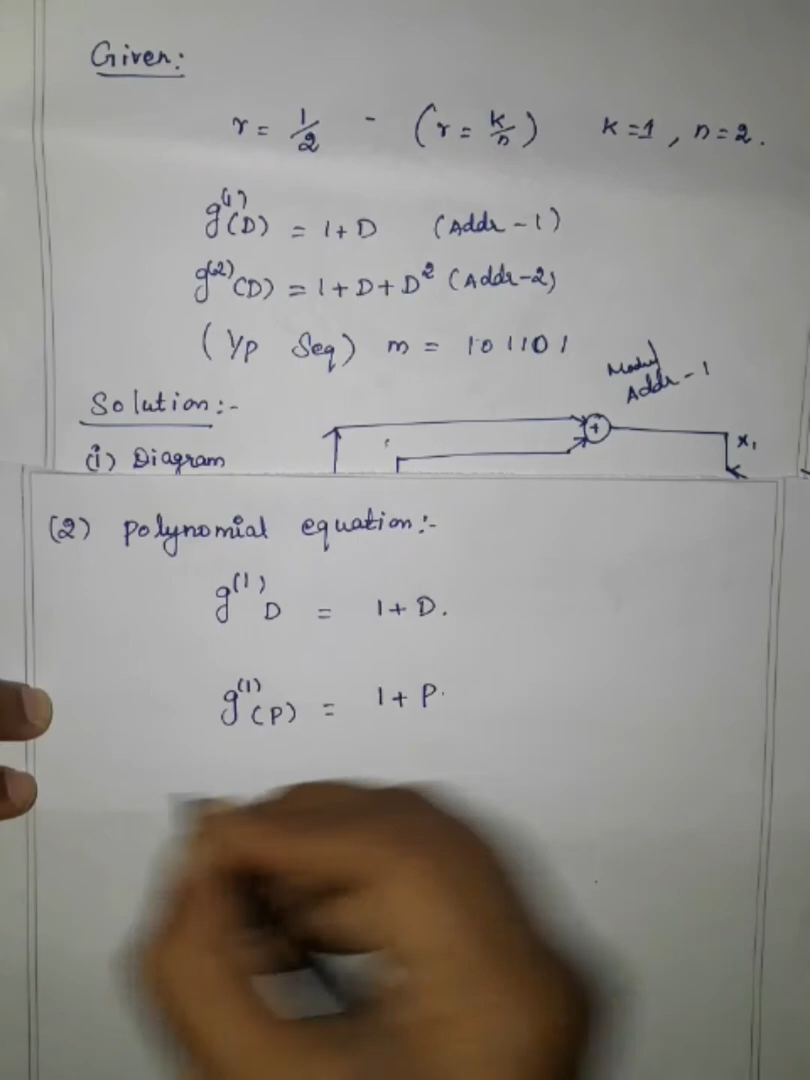 Given:
r = 1/2 - (r = k/n) k=1, n=2.
g⁽¹⁾(D) = 1+D (Addr-1)
g⁽²⁾(D) = 1+D+D² (Addr-2)
(I/p Seq) m = 101101
Addr-1
Solution:-
x₁
(i) Diagram
(2) polynomial equation:-
g⁽¹⁾D = 1+D.
g⁽¹⁾(P) = 1+P.